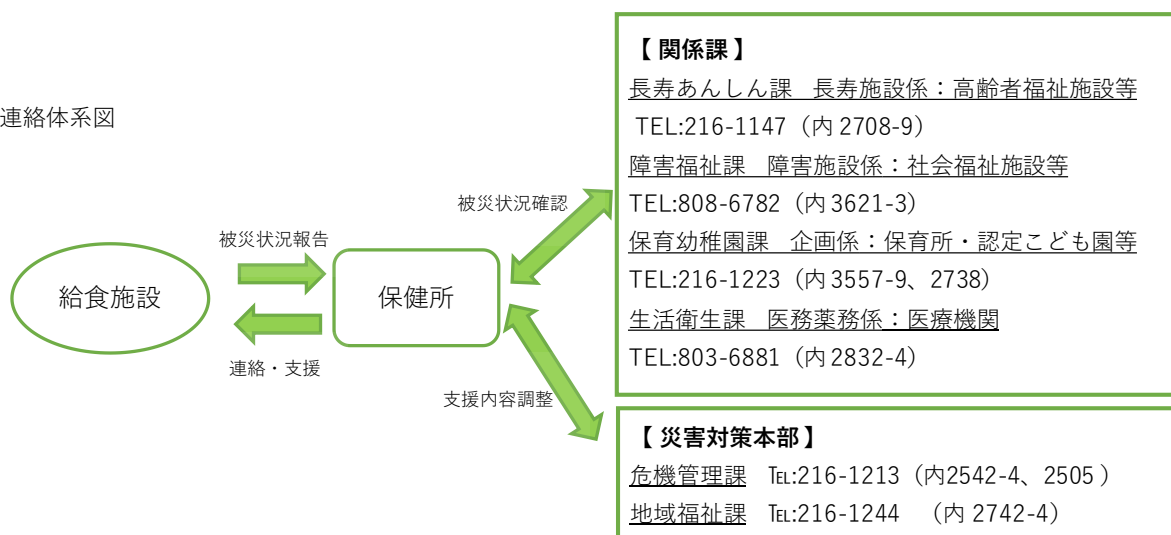 連絡体系図
給食施設
被災状況報告
連絡・支援
保健所
被災状況確認
支援内容調整
【 関係課 】
長寿あんしん課　長寿施設係：高齢者福祉施設等
TEL:216-1147（内 2708-9）
障害福祉課　障害施設係：社会福祉施設等
TEL:808-6782（内 3621-3）
保育幼稚園課　企画係：保育所・認定こども園等
TEL:216-1223（内 3557-9、2738）
生活衛生課　医務薬務係：医療機関
TEL:803-6881（内 2832-4）
【 災害対策本部 】
危機管理課　℡:216-1213（内2542-4、2505 ）
地域福祉課　℡:216-1244　（内 2742-4）